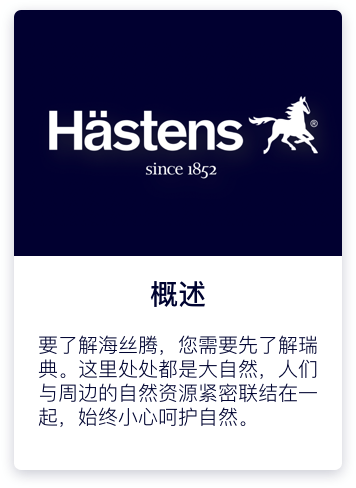 Hästens®
since 1852
概述
要了解海丝腾，您需要先了解瑞
典。这里处处都是大自然，人们
与周边的自然资源紧密联结在一
起，始终小心呵护自然。